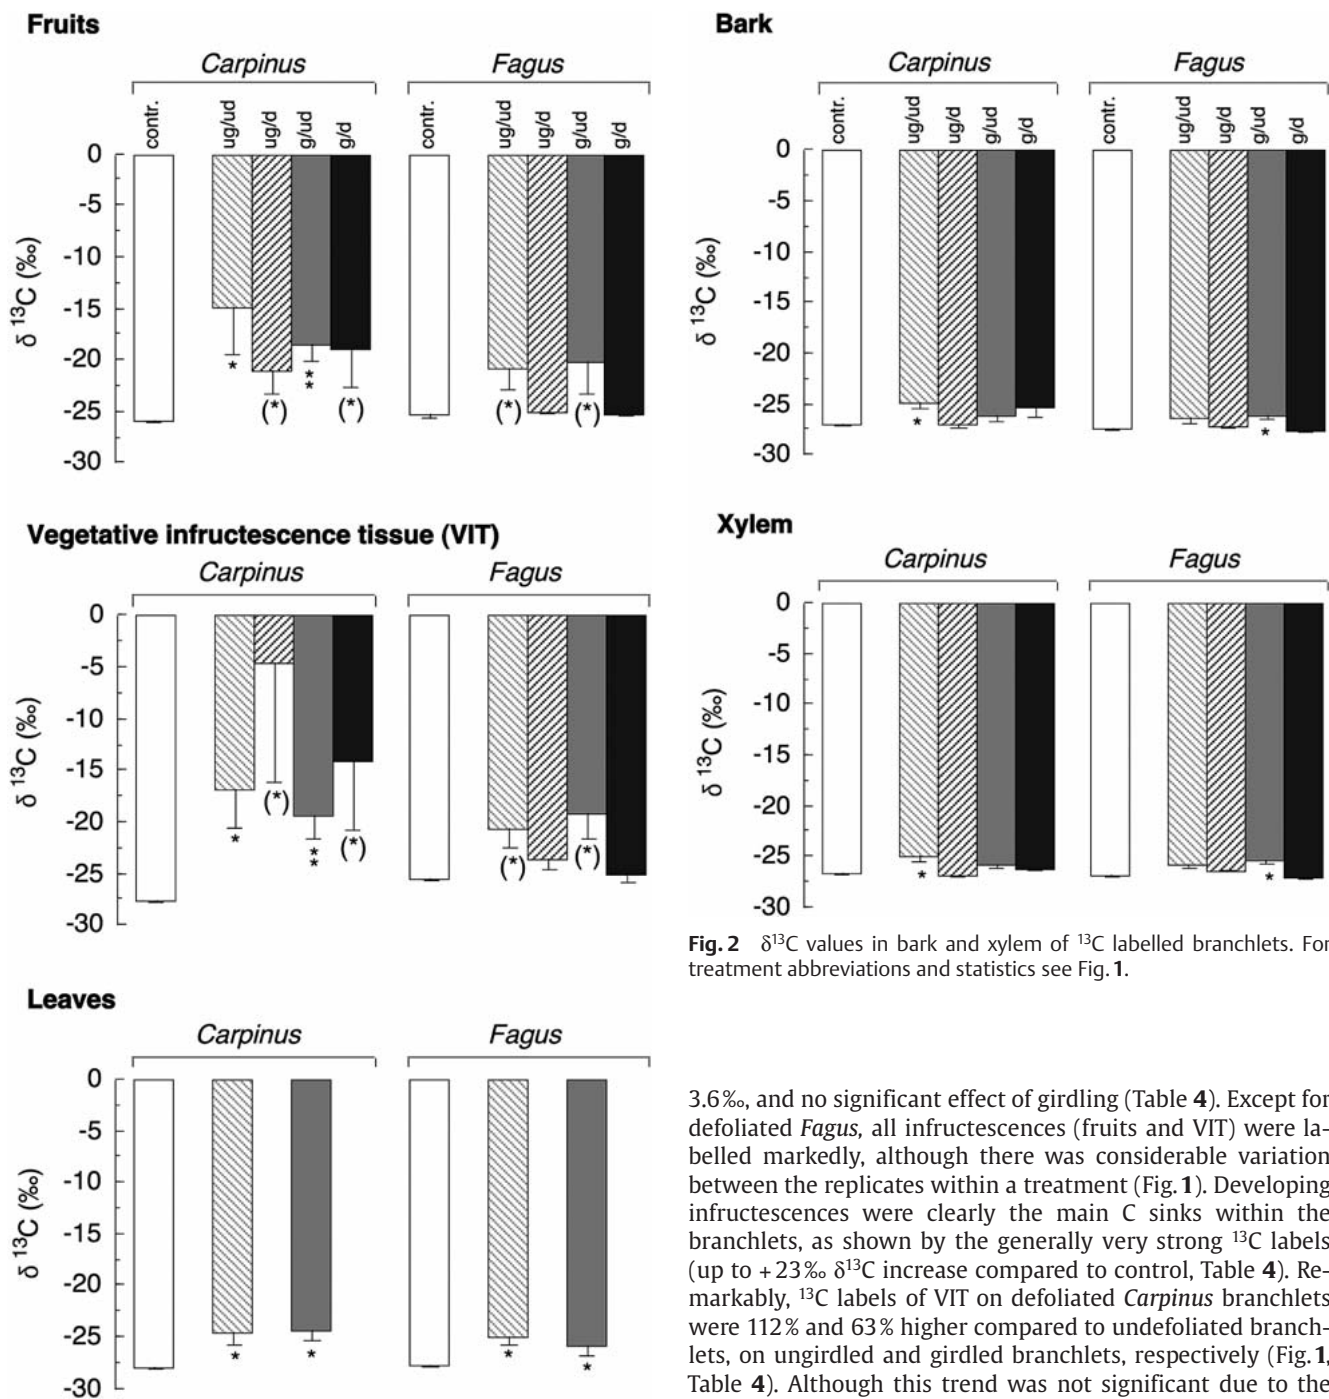 Fruits
Carpinus
Fagus
contr.
ug/ud
ug/d
g/ud
g/d
contr.
ug/ud
ug/d
g/ud
g/d
0
-5
-10
-15
-20
-25
-30
δ ¹³C (‰)
*
(*)
*
*
(*)
(*)
(*)
Vegetative infructescence tissue (VIT)
Carpinus
Fagus
0
-5
-10
-15
-20
-25
-30
δ ¹³C (‰)
*
(*)
*
*
(*)
(*)
(*)
Leaves
Carpinus
Fagus
0
-5
-10
-15
-20
-25
-30
δ ¹³C (‰)
*
*
*
*
Bark
Carpinus
Fagus
contr.
ug/ud
ug/d
g/ud
g/d
contr.
ug/ud
ug/d
g/ud
g/d
0
-5
-10
-15
-20
-25
-30
δ ¹³C (‰)
*
*
Xylem
Carpinus
Fagus
0
-5
-10
-15
-20
-25
-30
δ ¹³C (‰)
*
*
Fig. 2 δ¹³C values in bark and xylem of ¹³C labelled branchlets. For
treatment abbreviations and statistics see Fig. 1.
3.6‰, and no significant effect of girdling (Table 4). Except for
defoliated Fagus, all infructescences (fruits and VIT) were la-
belled markedly, although there was considerable variation
between the replicates within a treatment (Fig. 1). Developing
infructescences were clearly the main C sinks within the
branchlets, as shown by the generally very strong ¹³C labels
(up to + 23‰ δ¹³C increase compared to control, Table 4). Re-
markably, ¹³C labels of VIT on defoliated Carpinus branchlets
were 112% and 63% higher compared to undefoliated branch-
lets, on ungirdled and girdled branchlets, respectively (Fig. 1,
Table 4). Although this trend was not significant due to the